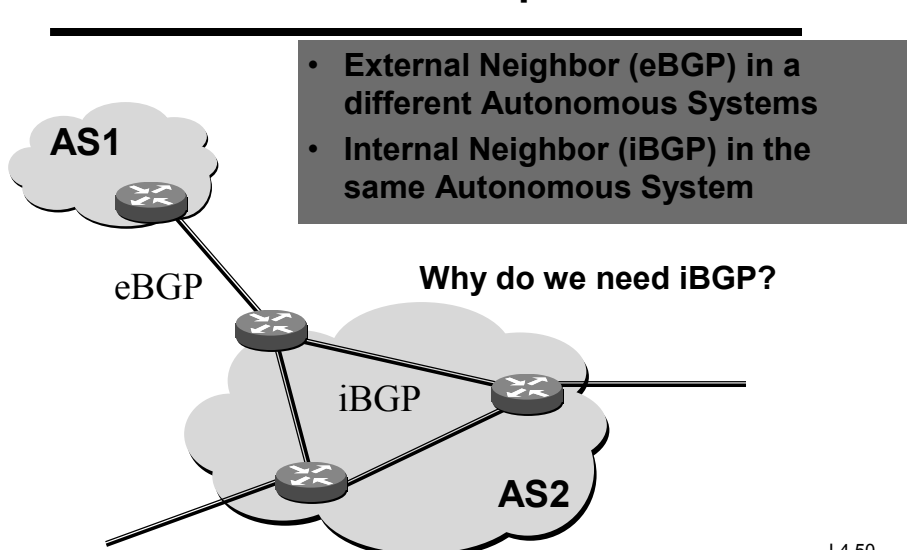 • External Neighbor (eBGP) in a
different Autonomous Systems
• Internal Neighbor (iBGP) in the
same Autonomous System
AS1
eBGP
Why do we need iBGP?
iBGP
AS2